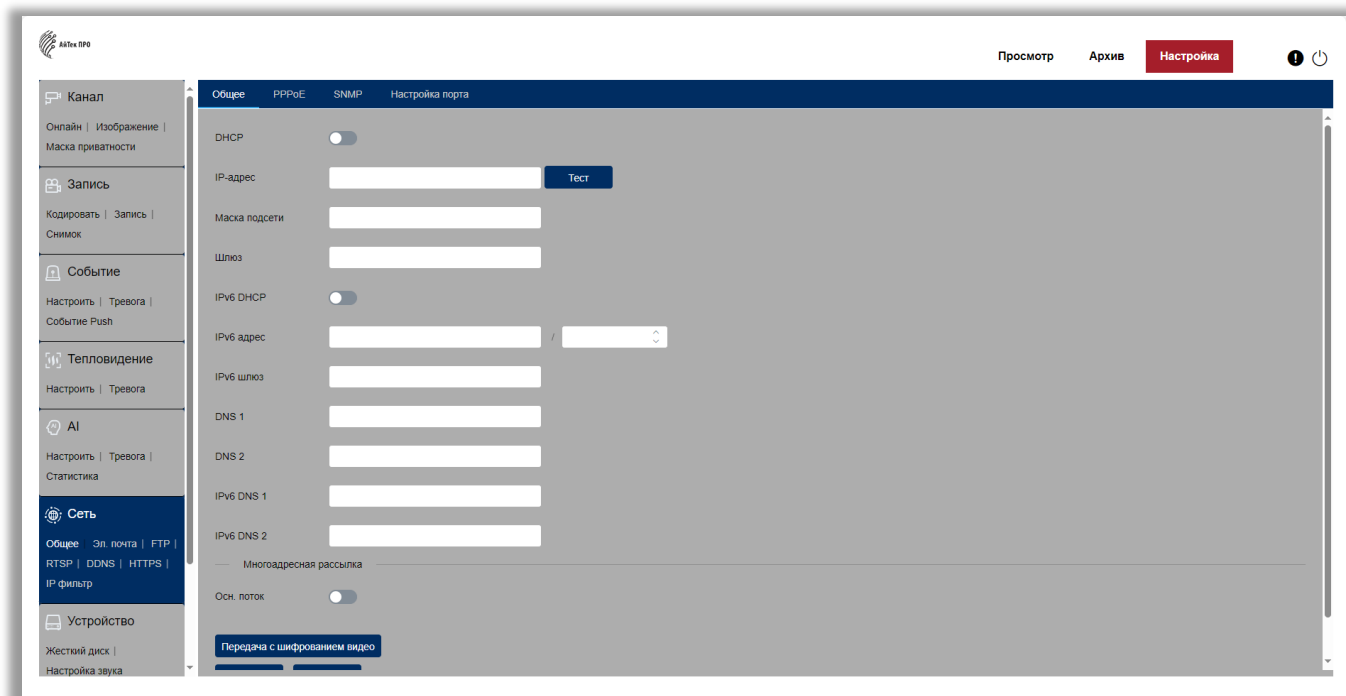 АйТек ПРО
Просмотр Архив Настройка
Канал
Онлайн | Изображение |
Маска приватности
Запись
Кодировать | Запись |
Снимок
Событие
Настроить | Тревога |
Событие Push
Тепловидение
Настроить | Тревога
AI
Настроить | Тревога |
Статистика
Сеть
Общее Эл. почта | FTP |
RTSP | DDNS | HTTPS |
IP фильтр
Устройство
Жесткий диск |
Настройка звука
Общее PPPoE SNMP Настройка порта
DHCP
IP-адрес Тест
Маска подсети
Шлюз
IPv6 DHCP
IPv6 адрес /
IPv6 шлюз
DNS 1
DNS 2
IPv6 DNS 1
IPv6 DNS 2
Многоадресная рассылка
Осн. поток
Передача с шифрованием видео